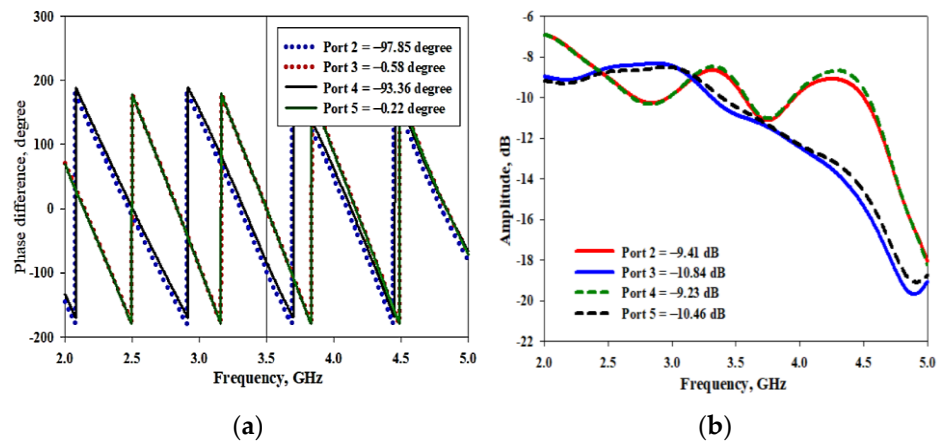 300
200
100
0
-100
-200
Phase difference, degree
Port 2 = −97.85 degree
Port 3 = −0.58 degree
Port 4 = −93.36 degree
Port 5 = −0.22 degree
2.0 2.5 3.0 3.5 4.0 4.5 5.0
Frequency, GHz
(a)
-6
-8
-10
-12
-14
-16
-18
-20
-22
Amplitude, dB
Port 2 = −9.41 dB
Port 3 = −10.84 dB
Port 4 = −9.23 dB
Port 5 = −10.46 dB
2.0 2.5 3.0 3.5 4.0 4.5 5.0
Frequency, GHz
(b)